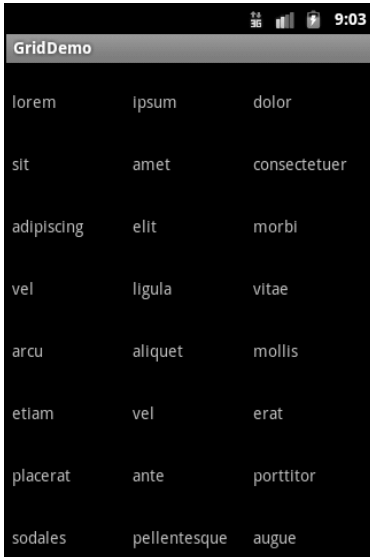 3G 9:03
GridDemo
lorem ipsum dolor
sit amet consectetuer
adipiscing elit morbi
vel ligula vitae
arcu aliquet mollis
etiam vel erat
placerat ante porttitor
sodales pellentesque augue